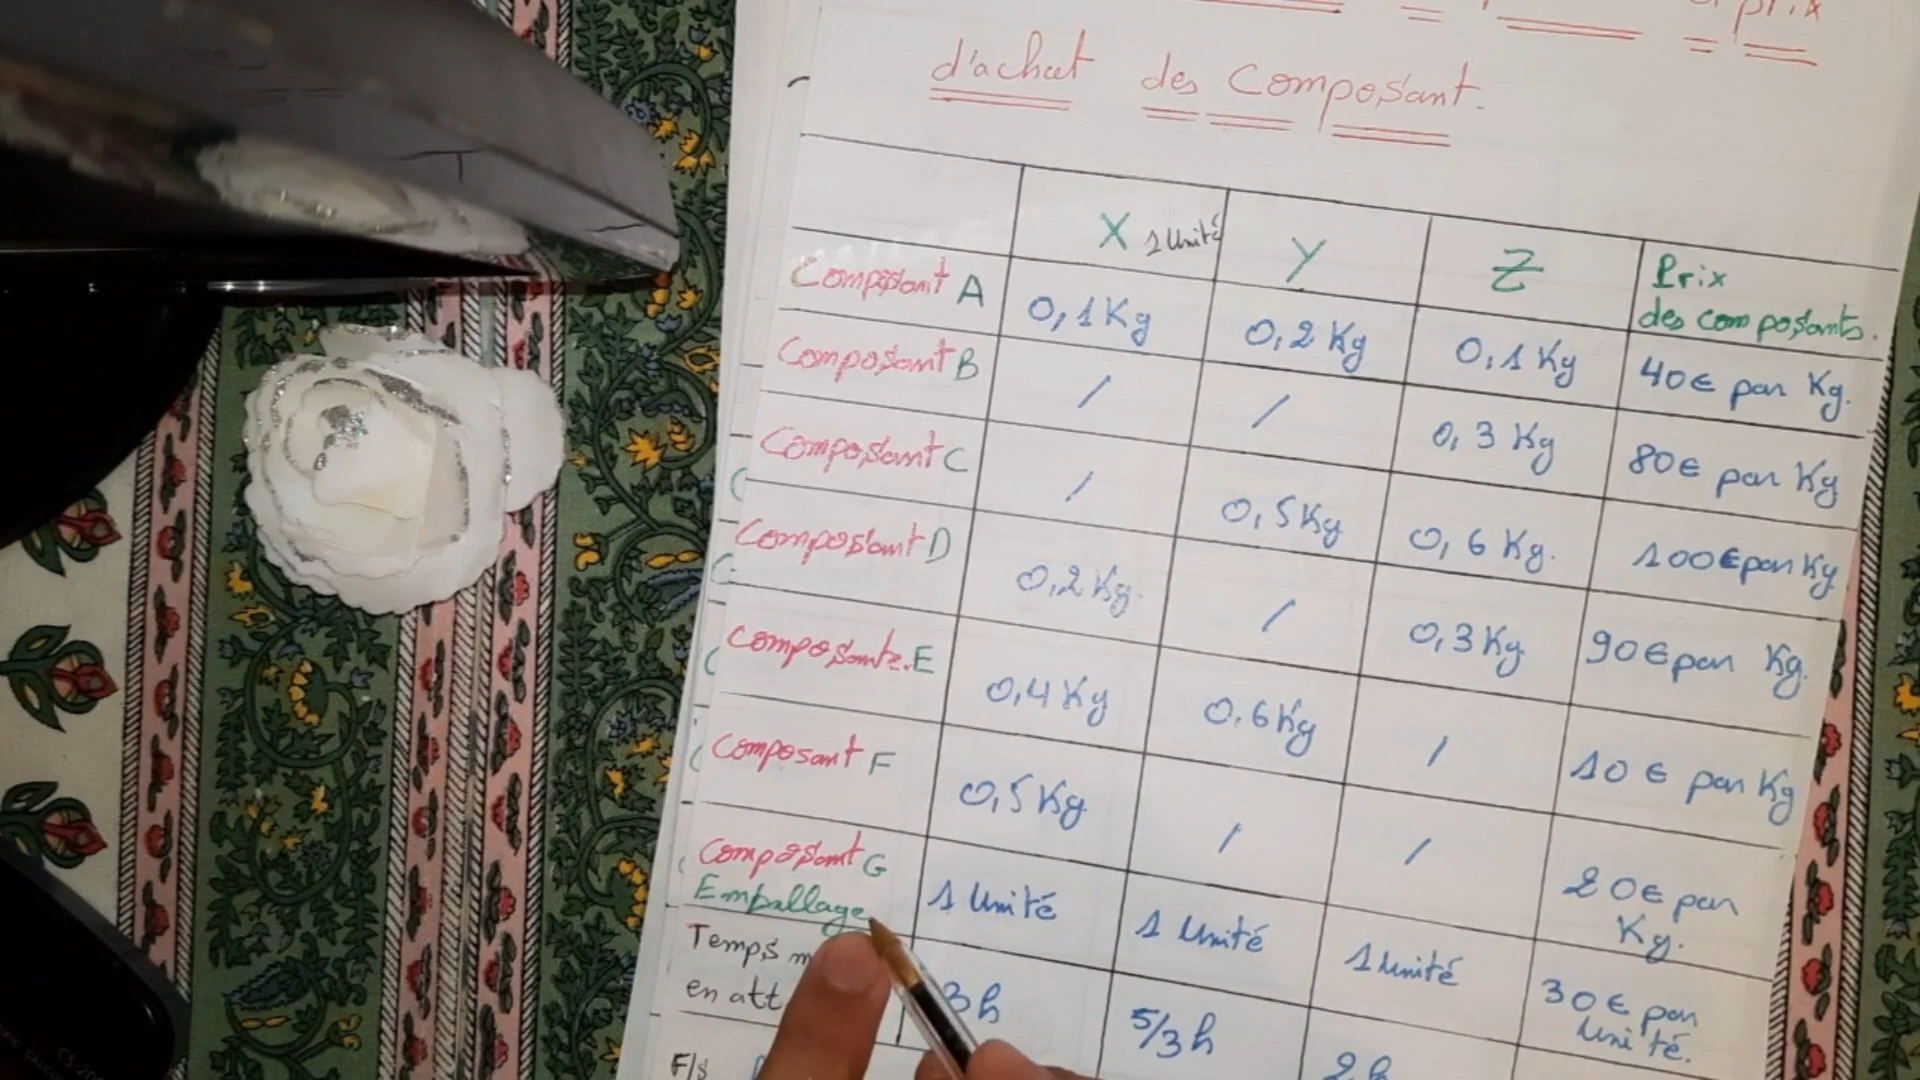 prix
d'achat des Composant.
X 1 Unité Y Z Prix des composants.
Composant A 0,1 Kg 0,2 Kg 0,1 Kg 40€ par Kg.
Composant B / / 0,3 Kg 80€ par Kg
Composant C / 0,5 Kg 0,6 Kg. 100€ par Kg
Composant D 0,2 Kg. / 0,3 Kg 90€ par Kg.
Composante.E 0,4 Kg 0.6 Kg / 10€ par Kg
Composant F 0,5 Kg. / / 20€ par Kg.
Composant G
Emballage 1 Unité 1 Unité 1 Unité 30€ par Unité.
Temps
en 3h 5/3h 2h
F/s